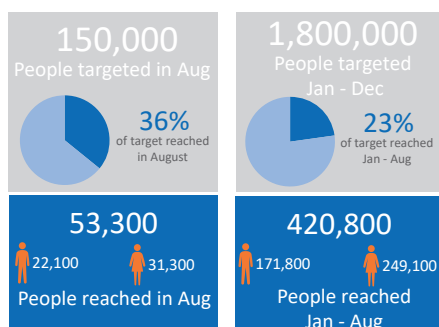 150,000
People targeted in Aug
36%
of target reached
in August
53,300
22,100
31,300
People reached in Aug
1,800,000
People targeted
Jan - Dec
23%
of target reached
Jan - Aug
420,800
171,800
249,100
People reached
Jan - Aug